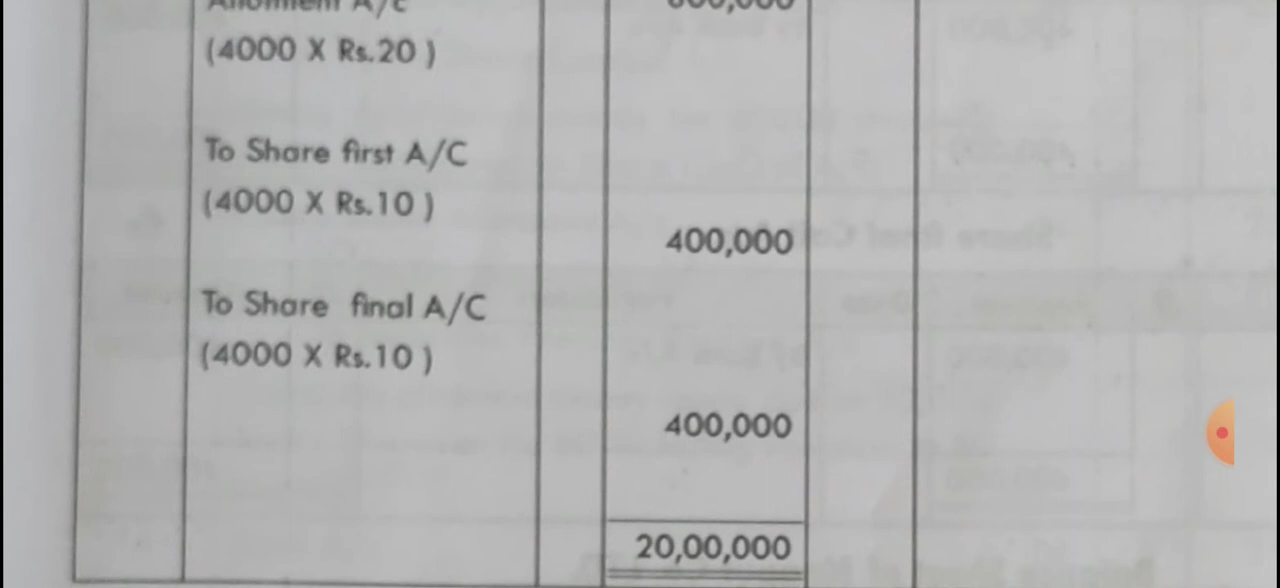 (4000 X Rs.20 )
To Share first A/C
(4000 X Rs.10 )
400,000
To Share final A/C
(4000 X Rs.10 )
400,000
20,00,000